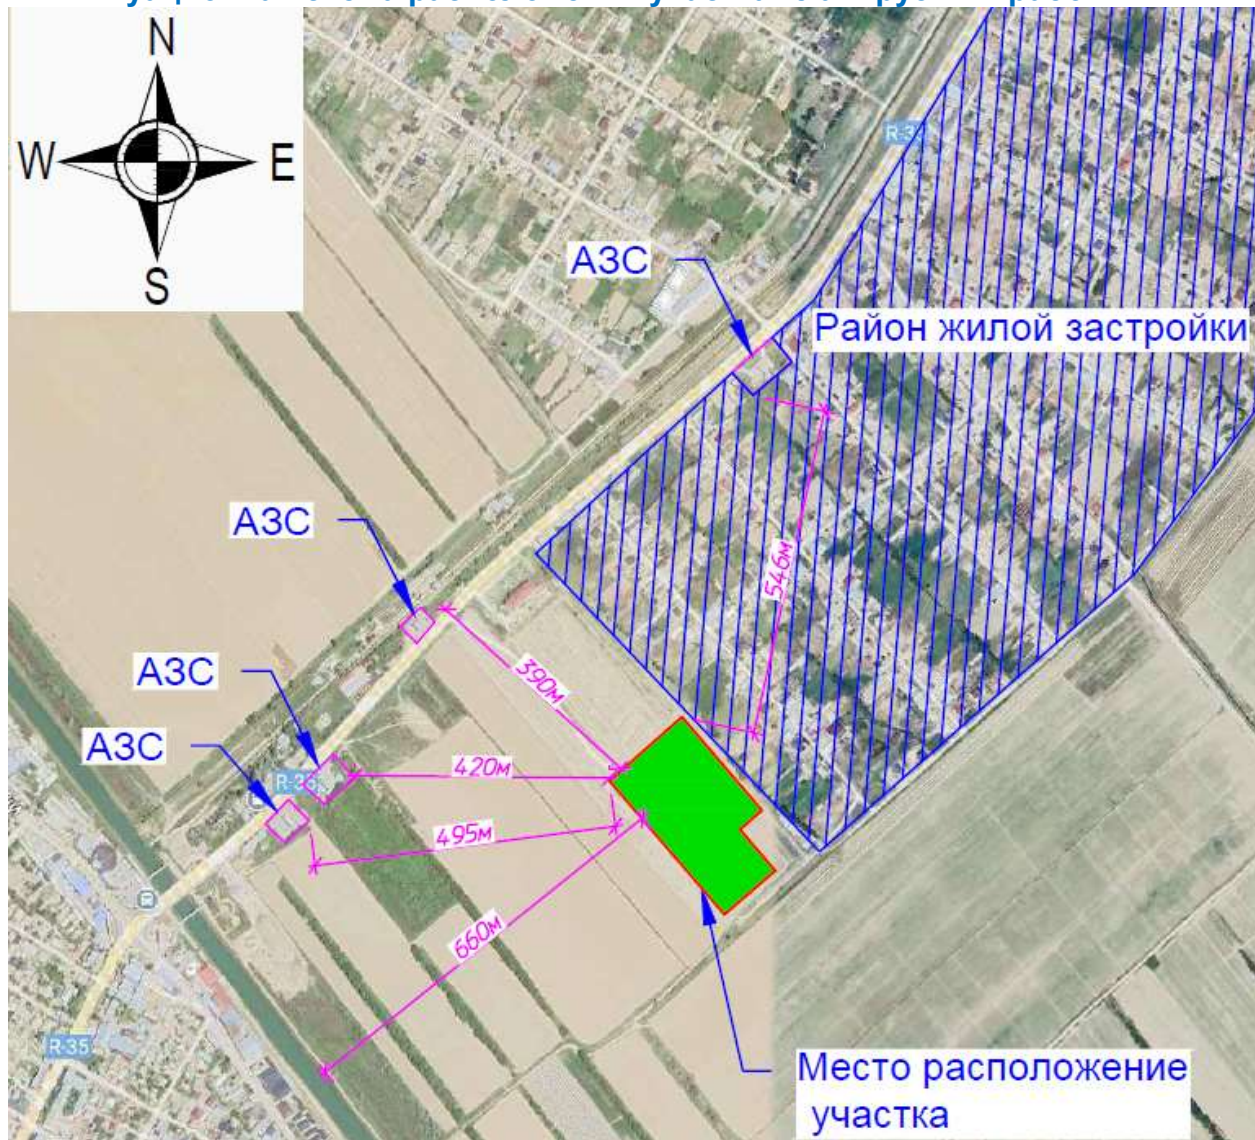 N
W E
S
R-3
АЗС
Район жилой застройки
АЗС
546м
390м
АЗС
АЗС
R-35
420м
495м
660м
R-35
Место расположение
участка